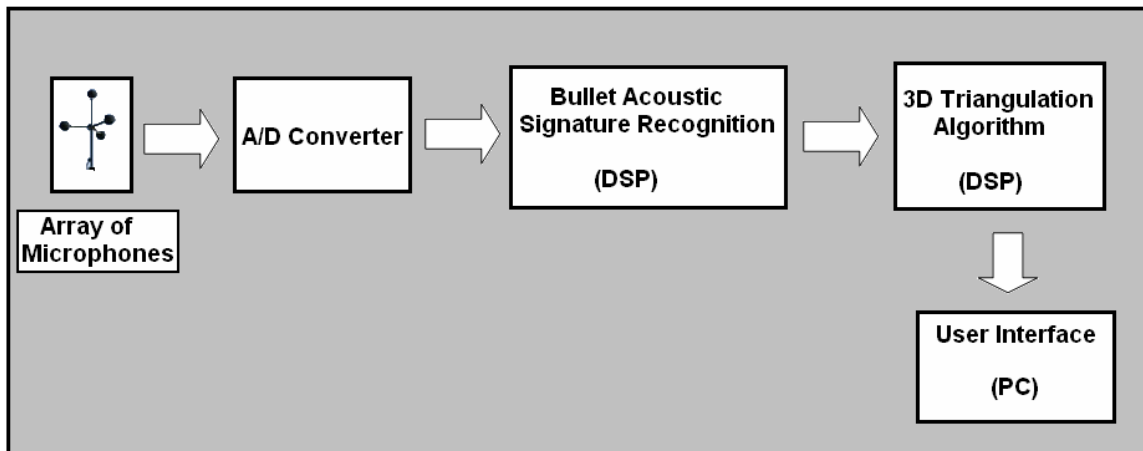 Array of
Microphones
A/D Converter
Bullet Acoustic
Signature Recognition
(DSP)
3D Triangulation
Algorithm
(DSP)
User Interface
(PC)